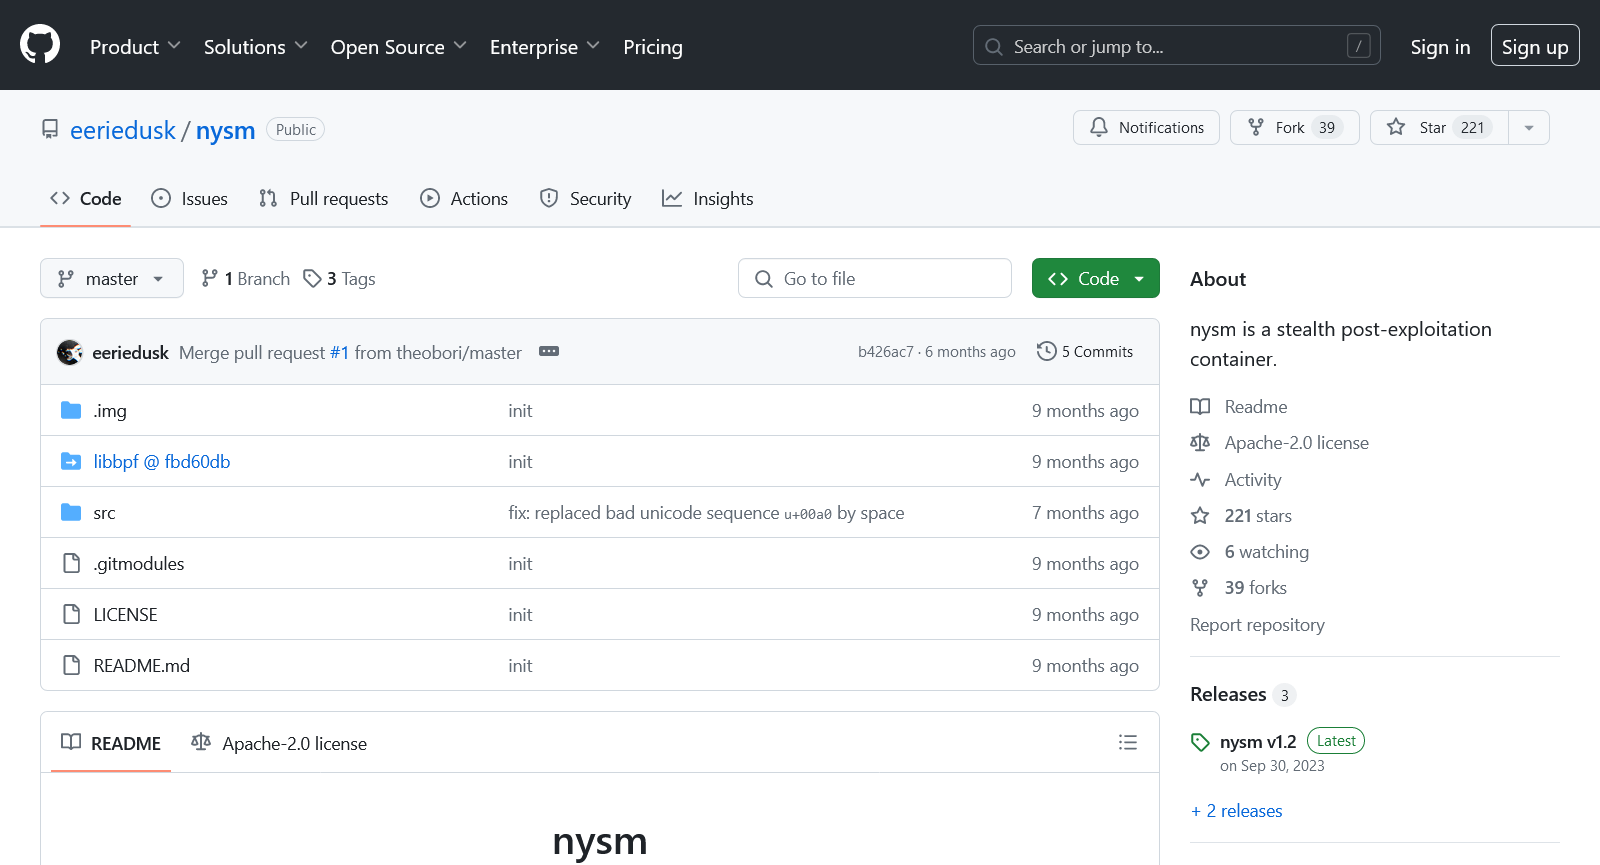 Product Solutions Open Source Enterprise Pricing Search or jump to... / Sign in Sign up
eeriedusk / nysm Public Notifications Fork 39 Star 221
Code Issues Pull requests Actions Security Insights
master 1 Branch 3 Tags Go to file Code
eeriedusk Merge pull request #1 from theobori/master b426ac7 · 6 months ago 5 Commits
.img init 9 months ago
libbpf @ fbd60db init 9 months ago
src fix: replaced bad unicode sequence u+00a0 by space 7 months ago
.gitmodules init 9 months ago
LICENSE init 9 months ago
README.md init 9 months ago
README Apache-2.0 license
nysm
About
nysm is a stealth post-exploitation
container.
Readme
Apache-2.0 license
Activity
221 stars
6 watching
39 forks
Report repository
Releases 3
nysm v1.2 Latest
on Sep 30, 2023
+ 2 releases